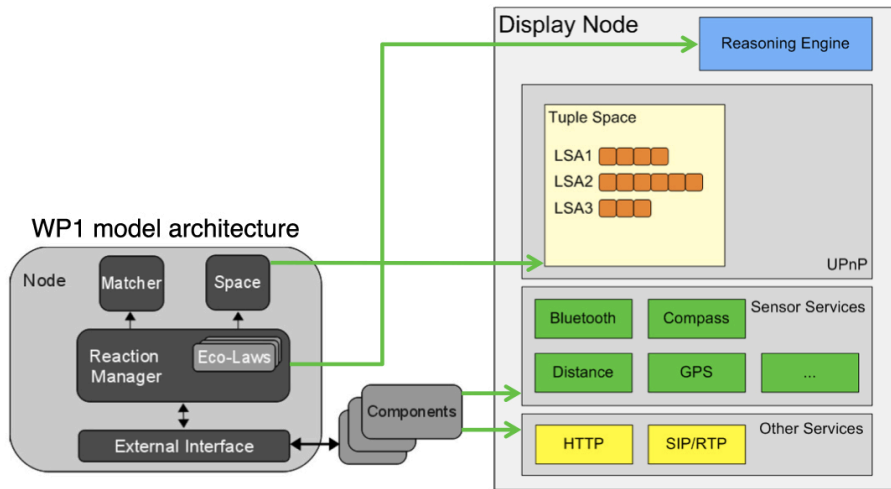 Display Node
Reasoning Engine
Tuple Space
LSA1
LSA2
LSA3
UPnP
WP1 model architecture
Node
Matcher
Space
Reaction
Manager
Eco-Laws
External Interface
Components
Sensor Services
Bluetooth
Compass
Distance
GPS
...
Other Services
HTTP
SIP/RTP